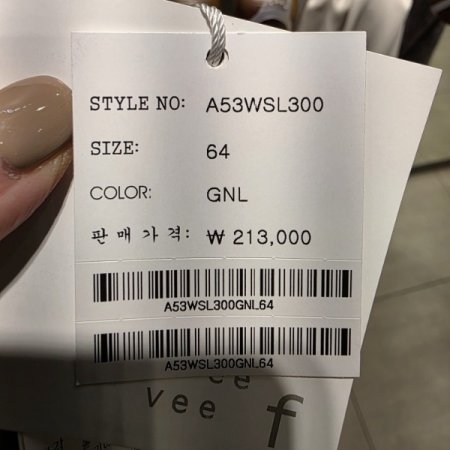 STYLE NO: A53WSL300
SIZE: 64
COLOR: GNL
판매가격: ₩ 213,000
A53WSL300GNL64
A53WSL300GNL64
vee f